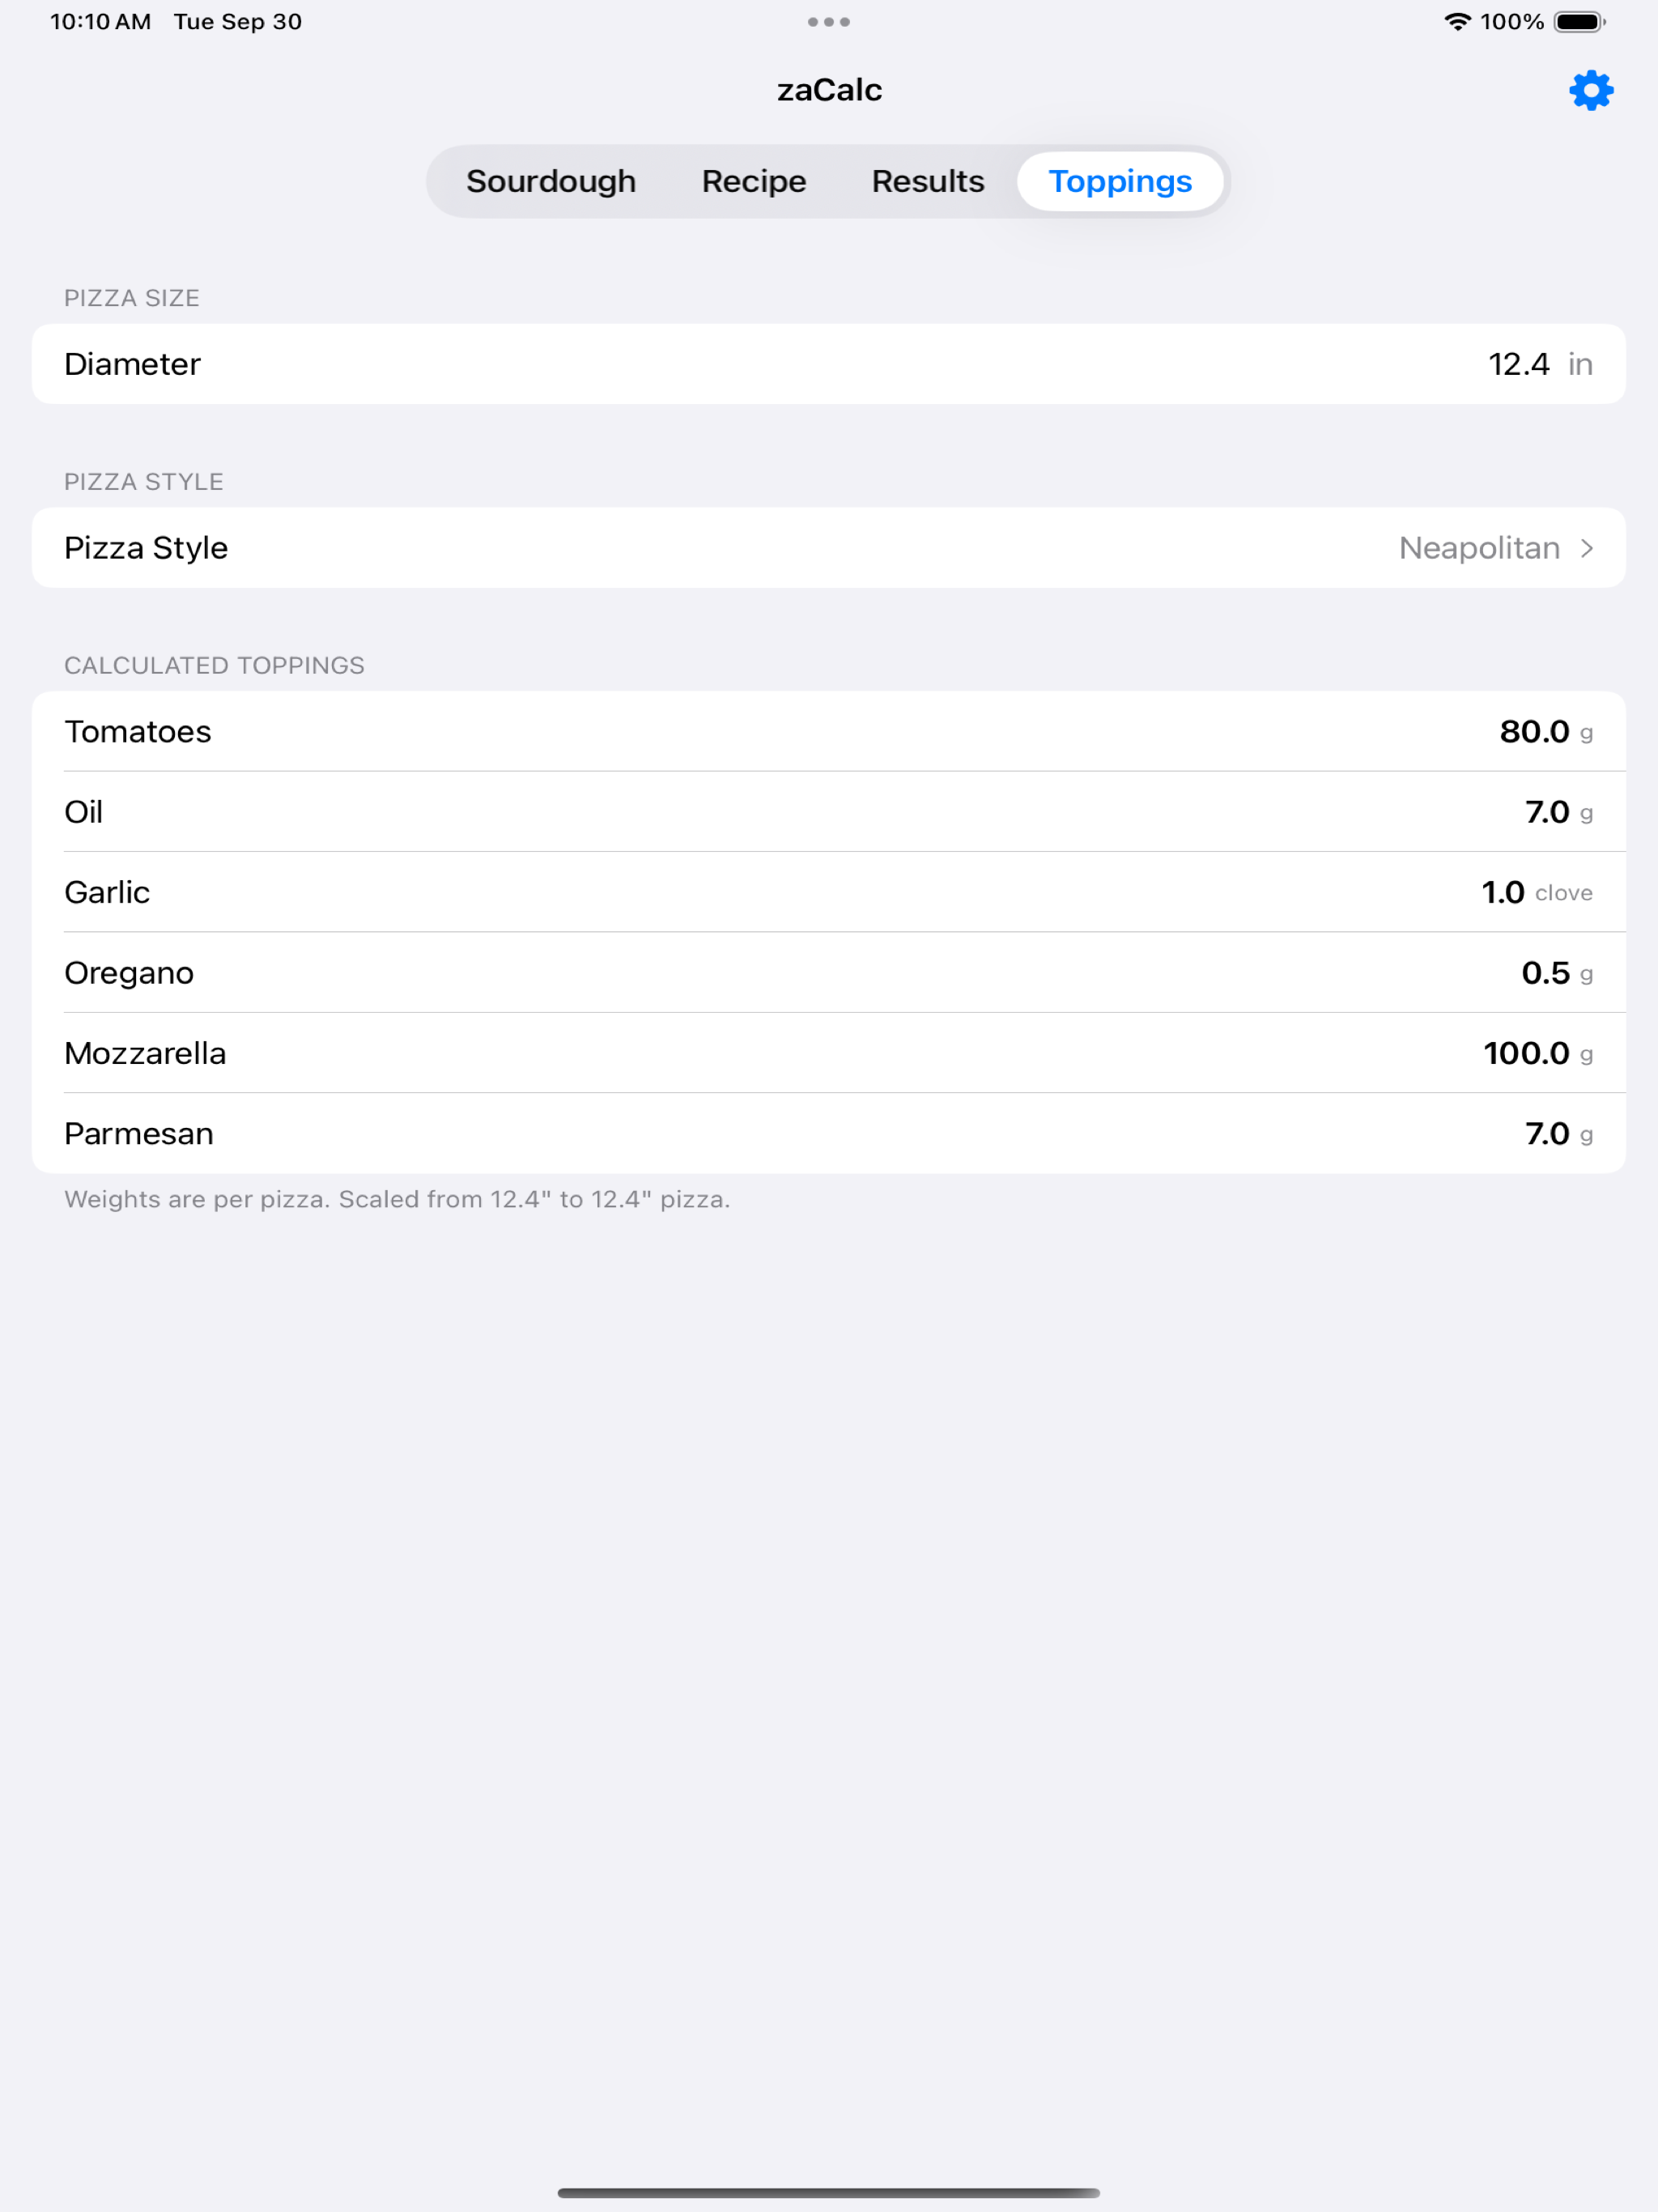 10:10 AM Tue Sep 30 100%
zaCalc
Sourdough Recipe Results Toppings
PIZZA SIZE
Diameter 12.4 in
PIZZA STYLE
Pizza Style Neapolitan
CALCULATED TOPPINGS
Tomatoes 80.0 g
Oil 7.0 g
Garlic 1.0 clove
Oregano 0.5 g
Mozzarella 100.0 g
Parmesan 7.0 g
Weights are per pizza. Scaled from 12.4" to 12.4" pizza.